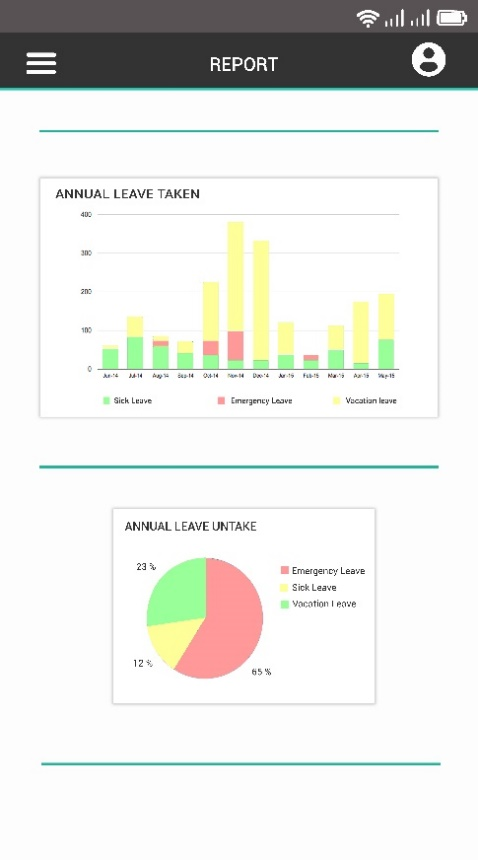 REPORT
ANNUAL LEAVE TAKEN
400
300
200
100
0
Jun-14 Jul-14 Aug-14 Sep-14 Oct-14 Nov-14 Dec-14 Jan-15 Feb-15 Mar-15 Apr-15 May-15
Sick Leave Emergency Leave Vacation leave
ANNUAL LEAVE UNTAKE
23 %
Emergency Leave
Sick Leave
Vocation Leave
12 %
65 %